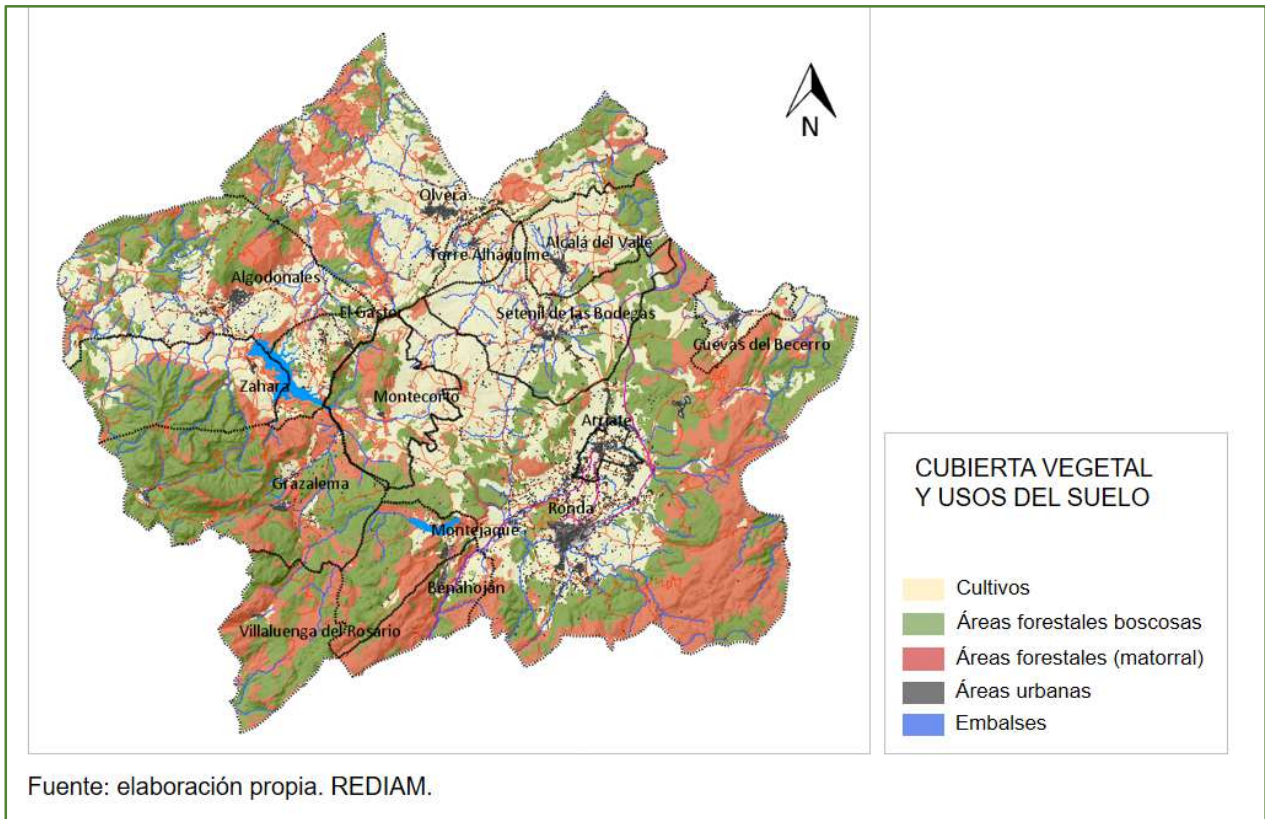 N
Olvera
Torre Alháquime
Alcalá del Valle
Algodonales
El Gastor
Setenil de las Bodegas
Cuevas del Becerro
Zahara
Montecorto
Arriate
Grazalema
Ronda
Montejaque
Benahoján
Villaluenga del Rosario
CUBIERTA VEGETAL
Y USOS DEL SUELO
Cultivos
Áreas forestales boscosas
Áreas forestales (matorral)
Áreas urbanas
Embalses
Fuente: elaboración propia. REDIAM.